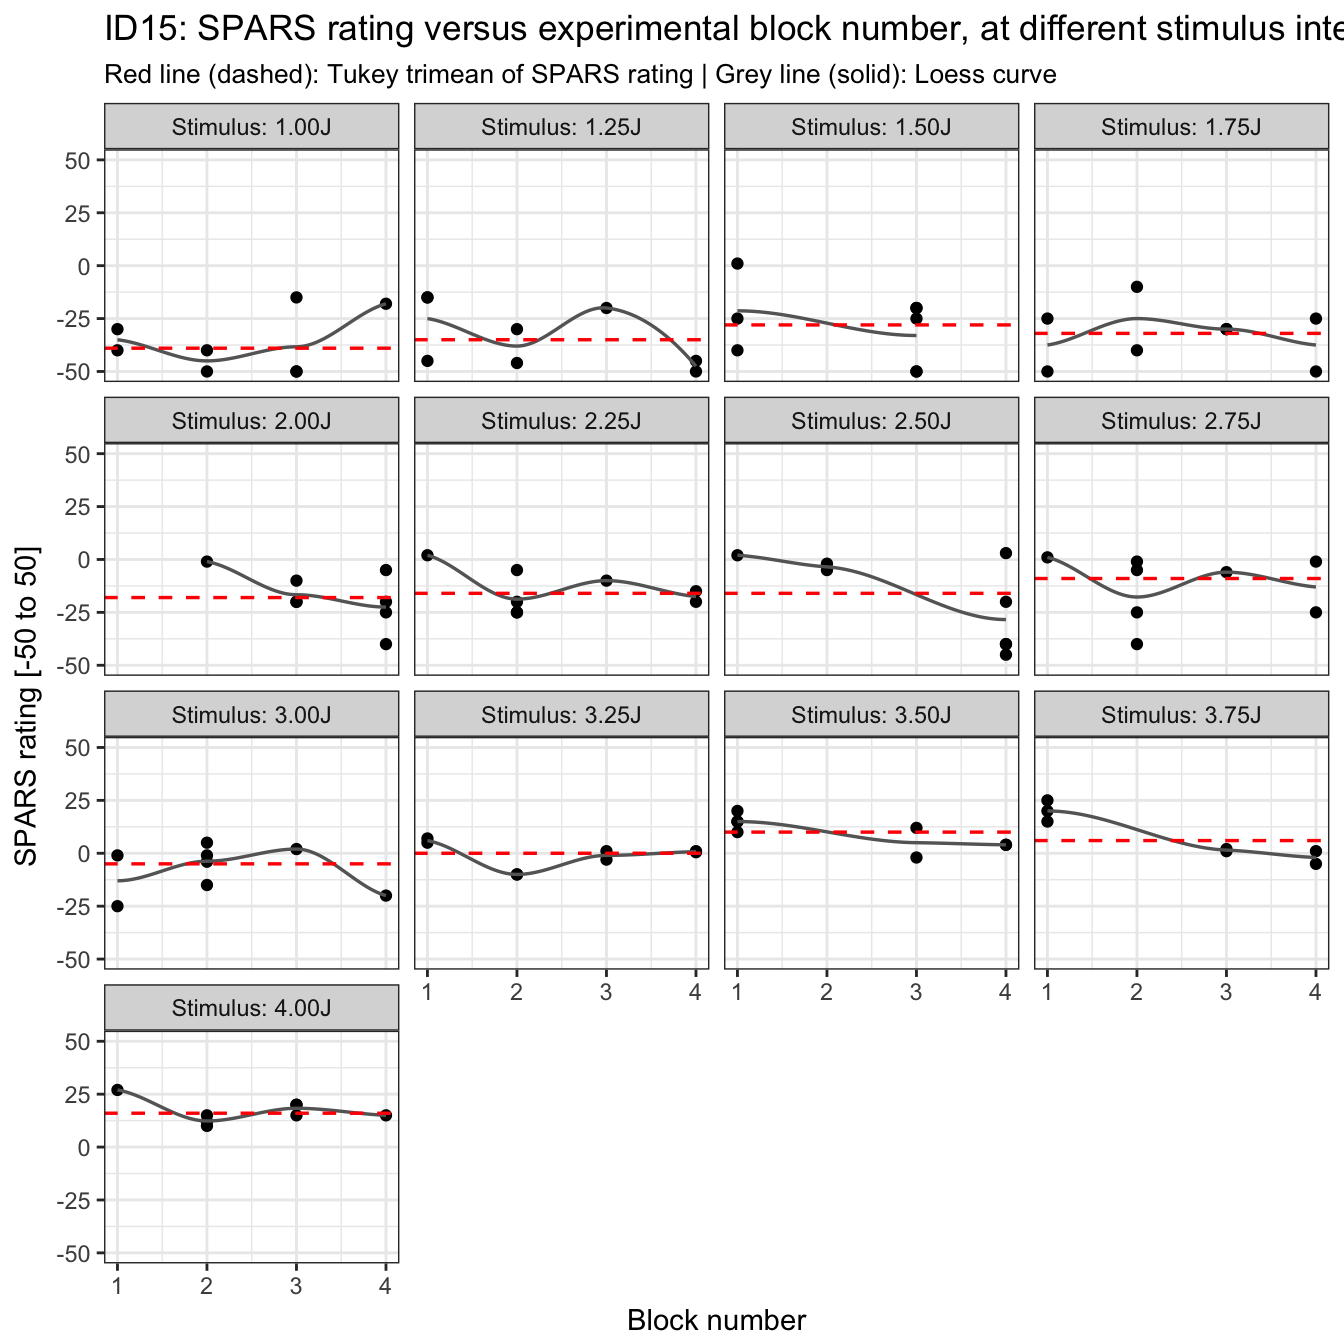 ID15: SPARS rating versus experimental block number, at different stimulus inte
Red line (dashed): Tukey trimean of SPARS rating | Grey line (solid): Loess curve
Stimulus: 1.00J Stimulus: 1.25J Stimulus: 1.50J Stimulus: 1.75J
50
25
0
-25
-50
Stimulus: 2.00J Stimulus: 2.25J Stimulus: 2.50J Stimulus: 2.75J
50
25
0
-25
-50
Stimulus: 3.00J Stimulus: 3.25J Stimulus: 3.50J Stimulus: 3.75J
50
25
0
-25
-50
1 2 3 4 1 2 3 4 1 2 3 4
Stimulus: 4.00J
50
25
0
-25
-50
1 2 3 4
SPARS rating [-50 to 50]
Block number